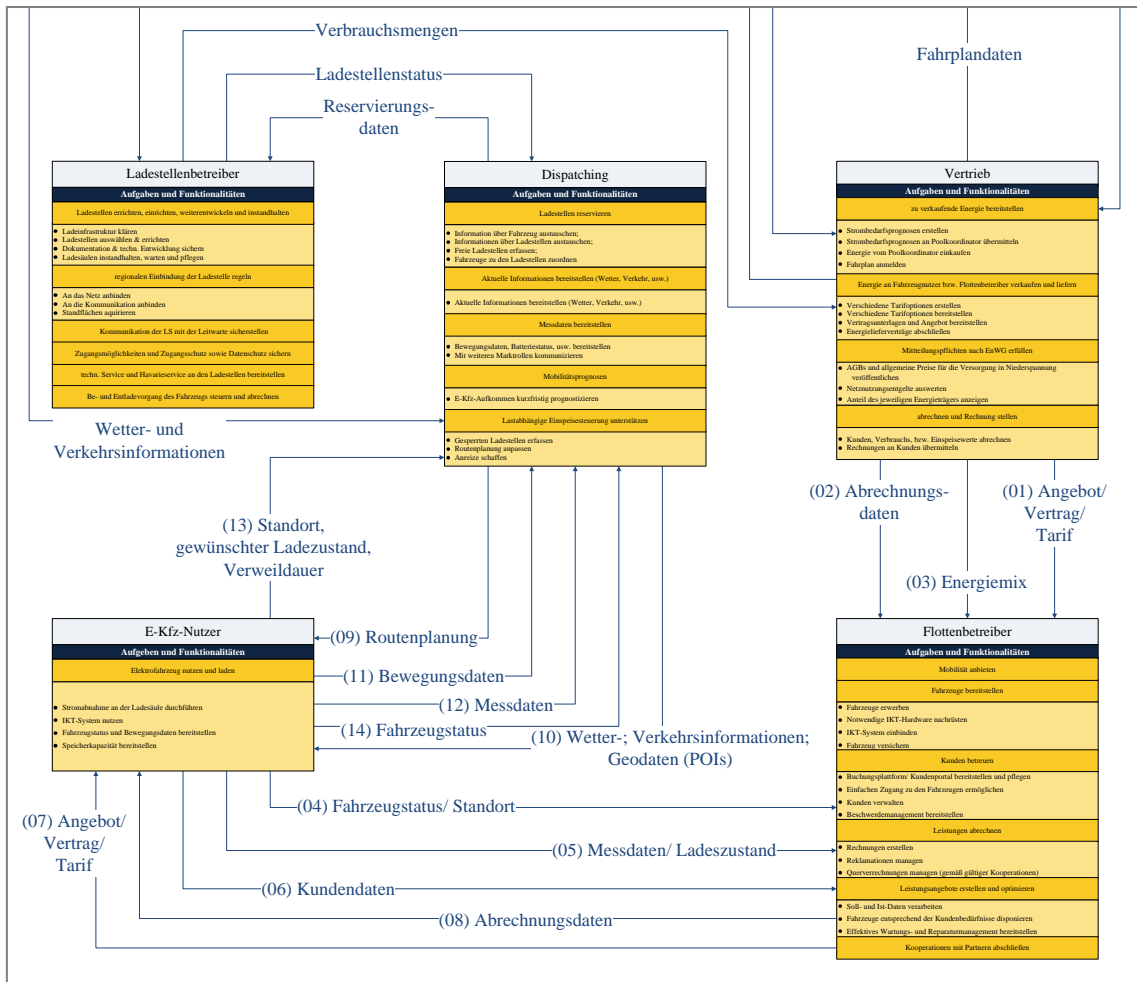 Verbrauchsmengen
Fahrplandaten
Ladestellenstatus
Reservierungs-
daten
Ladestellenbetreiber
Aufgaben und Funktionalitäten
Ladestellen errichten, einrichten, weiterentwickeln und instandhalten
Ladeinfrastruktur klären
Ladestellen auswählen & errichten
Dokumentation & techn. Entwicklung sichern
Ladesäulen instandhalten, warten und pflegen
regionalen Einbindung der Ladestelle regeln
An das Netz anbinden
An die Kommunikation anbinden
Standflächen aquirieren
Kommunikation der LS mit der Leitwarte sicherstellen
Zugangsmöglichkeiten und Zugangsschutz sowie Datenschutz sichern
techn. Service und Havarieservice an den Ladestellen bereitstellen
Be- und Entladevorgang des Fahrzeugs steuern und abrechnen
Dispatching
Aufgaben und Funktionalitäten
Ladestellen reservieren
Information über Fahrzeug austauschen;
Informationen über Ladestellen austauschen;
Freie Ladestellen erfassen;
Fahrzeuge zu den Ladestellen zuordnen
Aktuelle Informationen bereitstellen (Wetter, Verkehr, usw.)
Aktuelle Informationen bereitstellen (Wetter, Verkehr, usw.)
Messdaten bereitstellen
Bewegungsdaten, Batteriestatus, usw. bereitstellen
Mit weiteren Marktrollen kommunizieren
Mobilitätsprognosen
E-Kfz-Aufkommen kurzfristig prognostizieren
Lastabhängige Einspeisesteuerung unterstützen
Gesperrten Ladestellen erfassen
Routenplanung anpassen
Anreize schaffen
Vertrieb
Aufgaben und Funktionalitäten
zu verkaufende Energie bereitstellen
Strombedarfsprognosen erstellen
Strombedarfsprognosen an Poolkoordinator übermitteln
Energie vom Poolkoordinator einkaufen
Fahrplan anmelden
Energie an Fahrzeugnutzer bzw. Flottenbetreiber verkaufen und liefern
Verschiedene Tarifoptionen erstellen
Verschiedene Tarifoptionen bereitstellen
Vertragsunterlagen und Angebot bereitstellen
Energielieferverträge abschließen
Mitteilungspflichten nach EnWG erfüllen
AGBs und allgemeine Preise für die Versorgung in Niederspannung
veröffentlichen
Netznutzungsentgelte auswerten
Anteil des jeweiligen Energieträgers anzeigen
abrechnen und Rechnung stellen
Kunden, Verbrauchs, bzw. Einspeisewerte abrechnen
Rechnungen an Kunden übermitteln
Wetter- und
Verkehrsinformationen
(02) Abrechnungs-
daten
(01) Angebot/
Vertrag/
Tarif
(03) Energiemix
(13) Standort,
gewünschter Ladezustand,
Verweildauer
E-Kfz-Nutzer
Aufgeben und Funktionalitäten
Elektrofahrzeug nutzen und laden
Stromabnahme an der Ladesäule durchführen
IKT-System nutzen
Fahrzeugstatus und Bewegungsdaten bereitstellen
Speicherkapazität bereitstellen
(09) Routenplanung
(11) Bewegungsdaten
(12) Messdaten
(14) Fahrzeugstatus
(10) Wetter-; Verkehrsinformationen;
Geodaten (POIs)
(04) Fahrzeugstatus/ Standort
(07) Angebot/
Vertrag/
Tarif
(05) Messdaten/ Ladeszustand
(06) Kundendaten
(08) Abrechnungsdaten
Flottenbetreiber
Aufgaben und Funktionalitäten
Mobilität anbieten
Fahrzeuge bereitstellen
Fahrzeuge erwerben
Notwendige IKT-Hardware nachrüsten
IKT-System einbinden
Fahrzeug versichern
Kunden betreuen
Buchungsplattform/ Kundenportal bereitstellen und pflegen
Einfachen Zugang zu den Fahrzeugen ermöglichen
Kunden verwalten
Beschwerdemanagement bereitstellen
Leistungen abrechnen
Rechnungen erstellen
Reklamationen managen
Querverrechnungen managen (gemäß gültiger Kooperationen)
Leistungsangebote erstellen und optimieren
Soll- und Ist-Daten verarbeiten
Fahrzeuge entsprechend der Kundenbedürfnisse disponieren
Effektives Wartungs- und Reparaturmanagement bereitstellen
Kooperationen mit Partnern abschließen